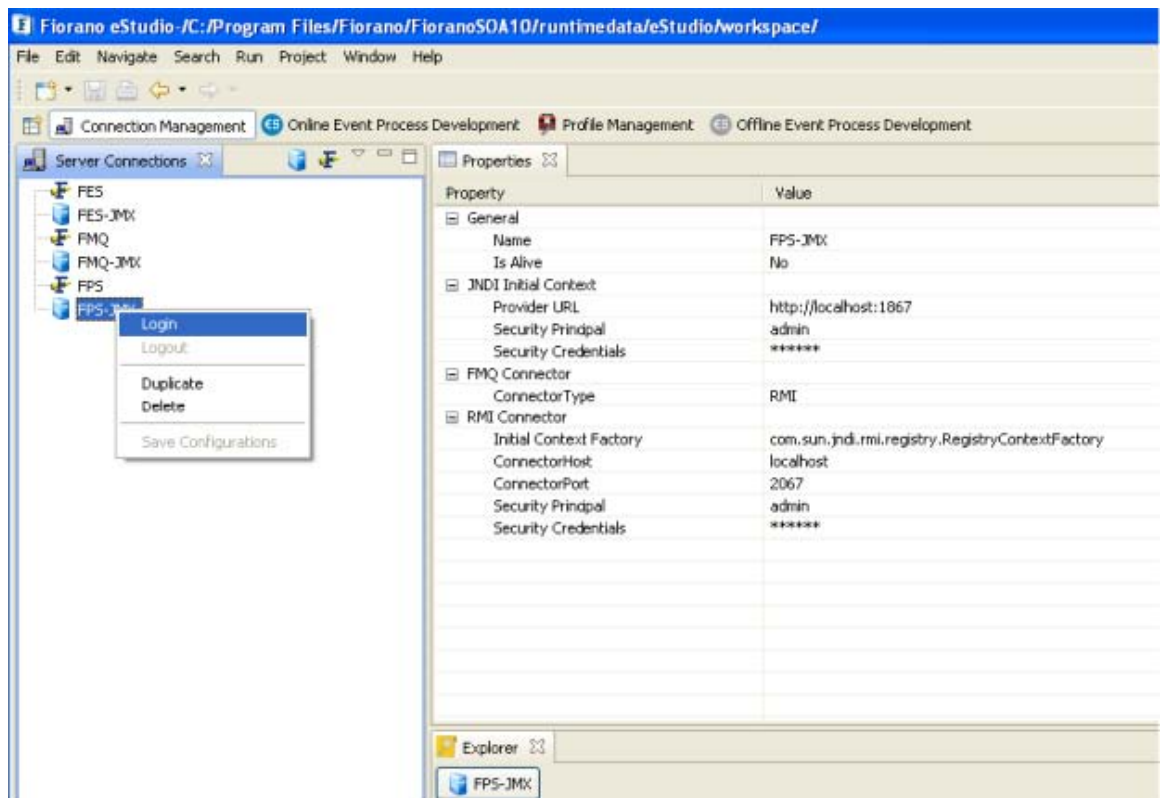 Fiorano eStudio-/C:/Program Files/Fiorano/FioranoSOA10/runtimedata/eStudio/workspace/
File Edit Navigate Search Run Project Window Help
Connection Management Online Event Process Development Profile Management Offline Event Process Development
Server Connections
FES
FES-JMX
FMQ
FMQ-JMX
FPS
FPS-JMX
Login
Logout
Duplicate
Delete
Save Configurations
Properties
Property Value
General
Name FPS-JMX
Is Alive No
JNDI Initial Context
Provider URL http://localhost:1867
Security Principal admin
Security Credentials ******
FMQ Connector
ConnectorType RMI
RMI Connector
Initial Context Factory com.sun.jndi.rmi.registry.RegistryContextFactory
ConnectorHost localhost
ConnectorPort 2067
Security Principal admin
Security Credentials ******
Explorer
FPS-JMX